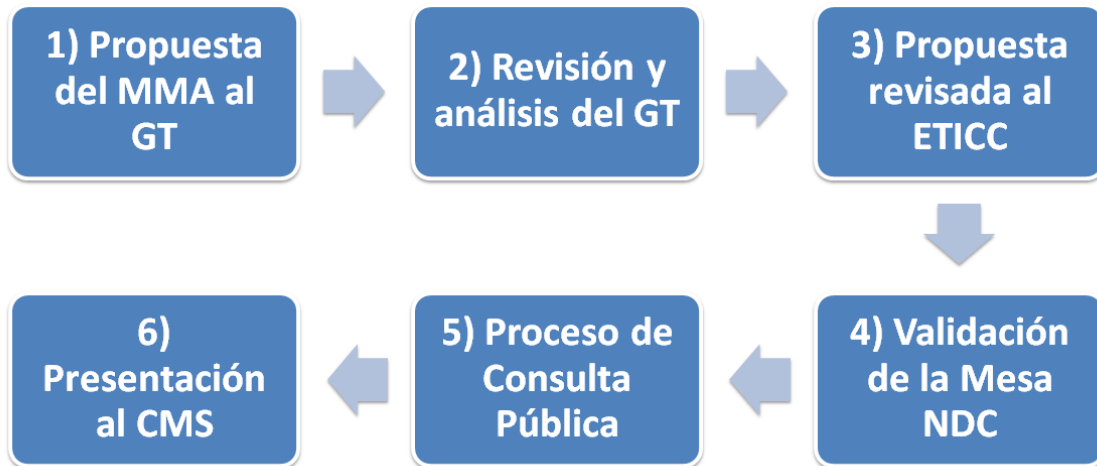 1) Propuesta
del MMA al
GT
2) Revisión y
análisis del GT
3) Propuesta
revisada al
ETICC
4) Validación
de la Mesa
NDC
5) Proceso de
Consulta
Pública
6)
Presentación
al CMS